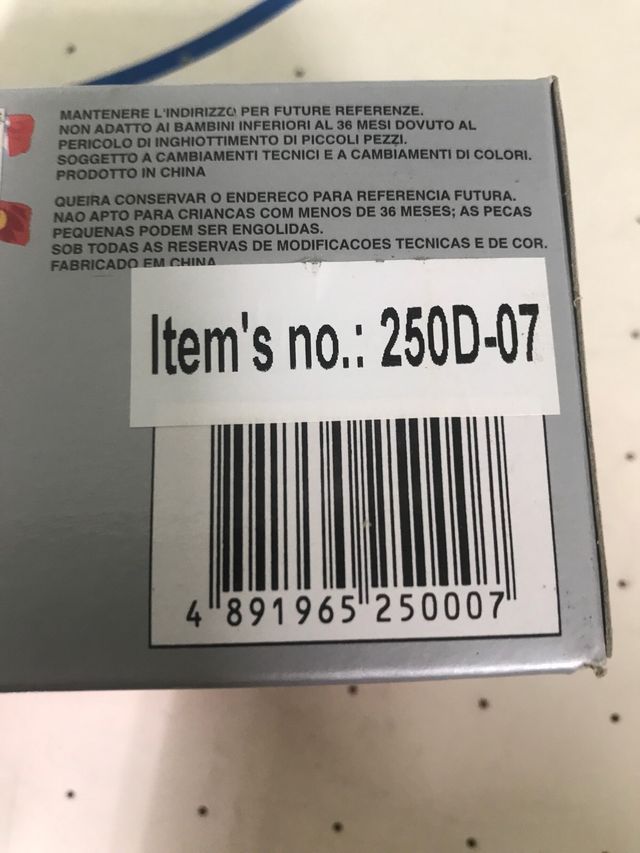 MANTENERE L'INDIRIZZO PER FUTURE REFERENZE.
NON ADATTO AI BAMBINI INFERIORI AL 36 MESI DOVUTO AL
PERICOLO DI INGHIOTTIMENTO DI PICCOLI PEZZI.
SOGGETTO A CAMBIAMENTI TECNICI E A CAMBIAMENTI DI COLORI.
PRODOTTO IN CHINA
QUEIRA CONSERVAR O ENDERECO PARA REFERENCIA FUTURA.
NAO APTO PARA CRIANCAS COM MENOS DE 36 MESES; AS PECAS
PEQUENAS PODEM SER ENGOLIDAS.
SOB TODAS AS RESERVAS DE MODIFICACOES TECNICAS E DE COR.
FABRICADO EM CHINA
Item's no.: 250D-07
4 891965 250007